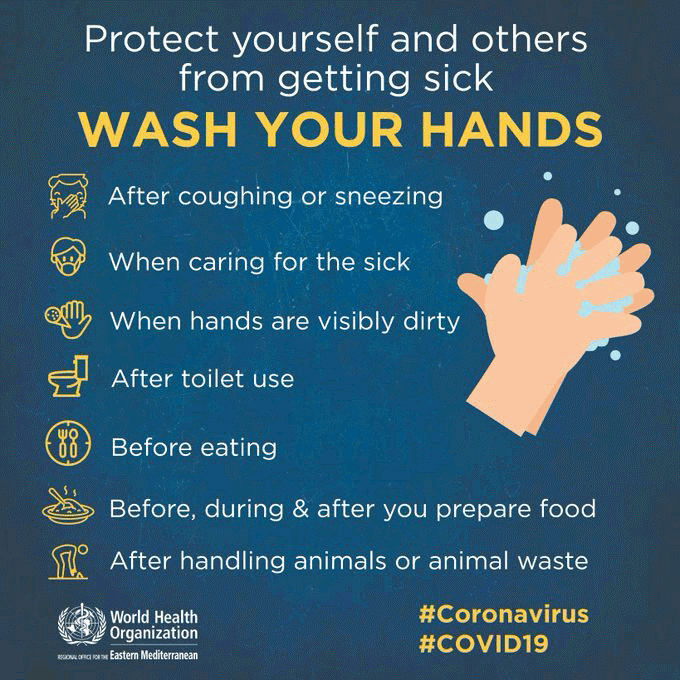 Protect yourself and others
from getting sick
WASH YOUR HANDS
After coughing or sneezing
When caring for the sick
When hands are visibly dirty
After toilet use
Before eating
Before, during & after you prepare food
After handling animals or animal waste
World Health
Organization
REGIONAL OFFICE FOR THE Eastern Mediterranean
#Coronavirus
#COVID19